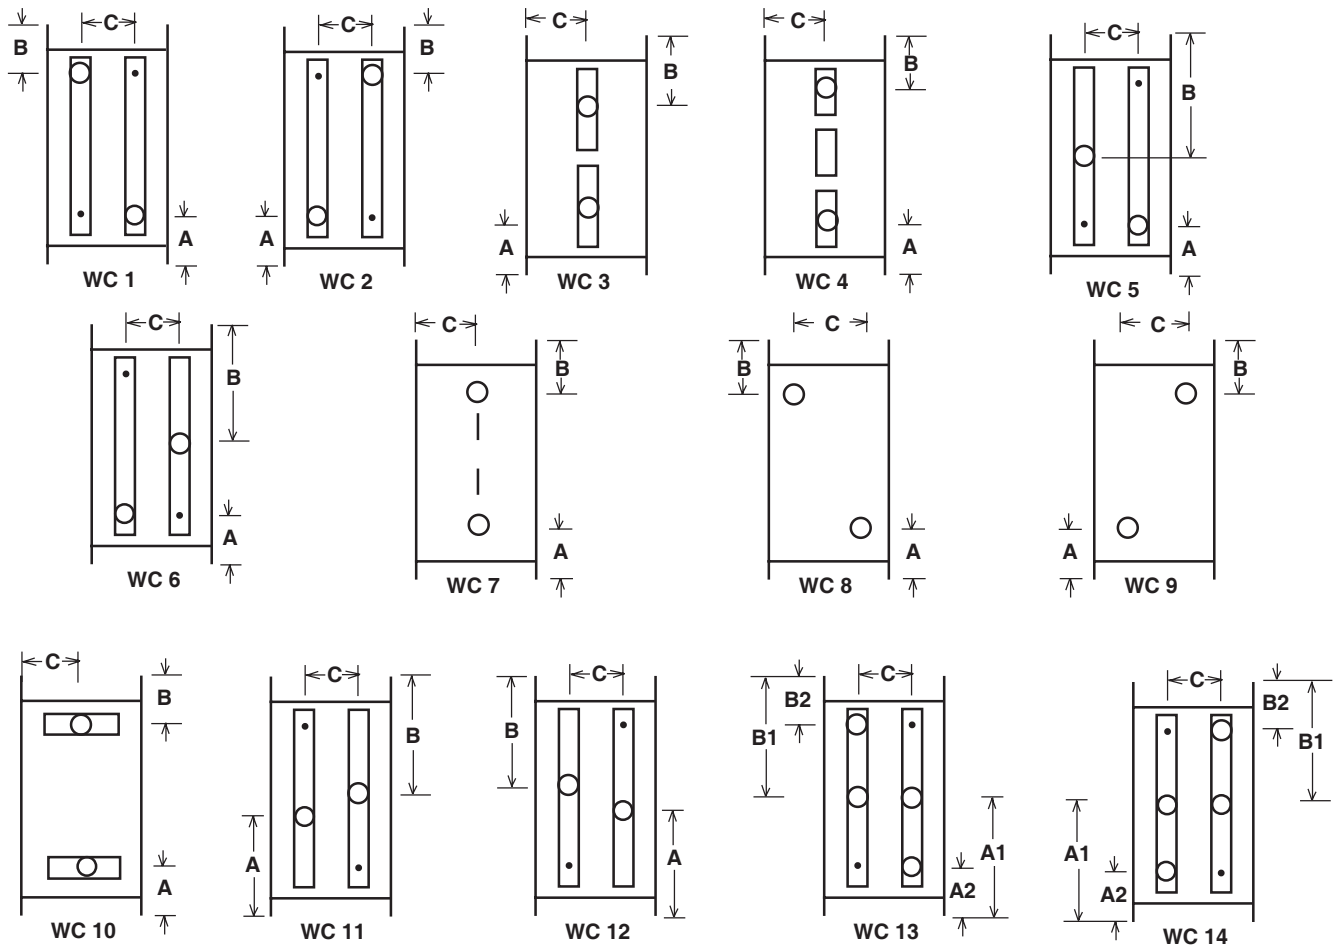 C C C C C
B B B B B
A A A A A
WC 1 WC 2 WC 3 WC 4 WC 5
C C C C
B B B B
A A A A
WC 6 WC 7 WC 8 WC 9
C C C C C
B B B B2 B1 B2 B1
A A A A1 A2 A1 A2
WC 10 WC 11 WC 12 WC 13 WC 14